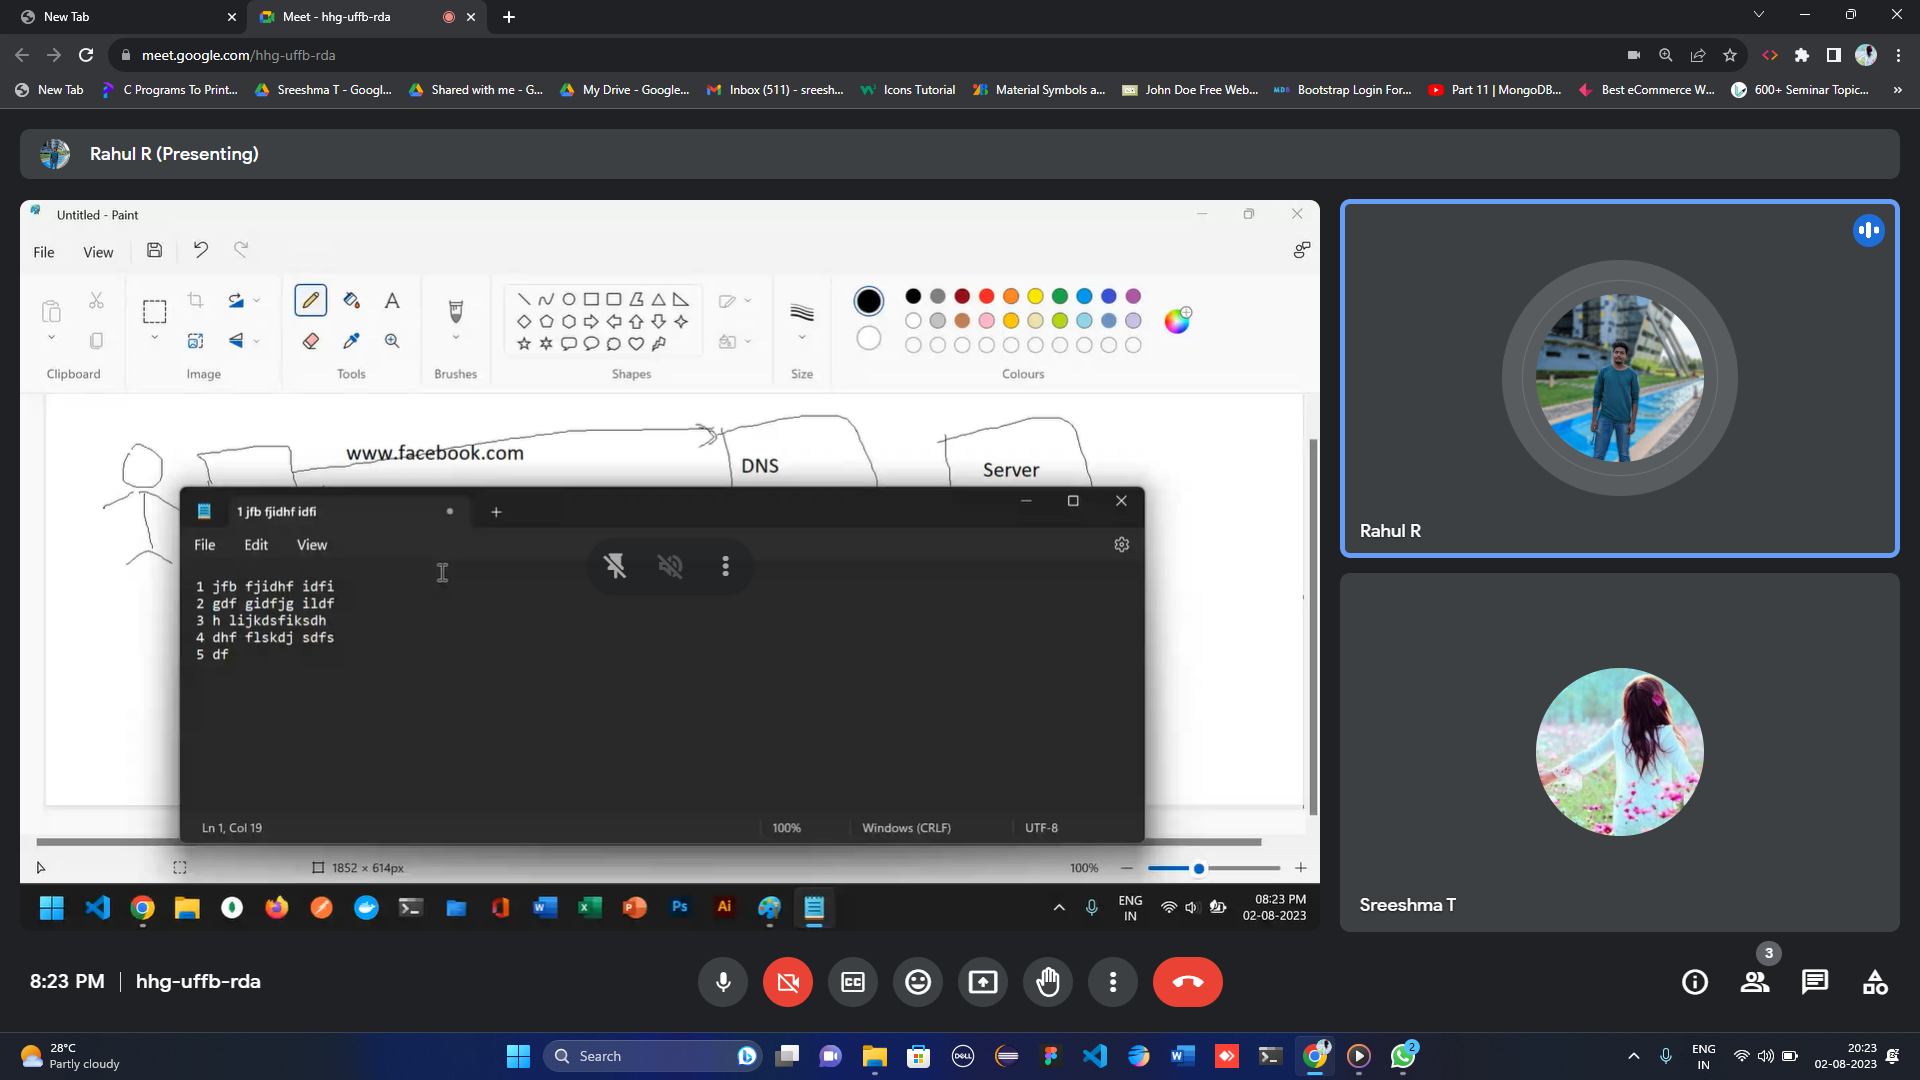 New Tab
Meet - hhg-uffb-rda
meet.google.com/hhg-uffb-rda
New Tab
C Programs To Print...
Sreeshma T - Googl...
Shared with me - G...
My Drive - Google...
Inbox (511) - sreesh...
Icons Tutorial
Material Symbols a...
John Doe Free Web...
Bootstrap Login For...
Part 11 | MongoDB...
Best eCommerce W...
600+ Seminar Topic...
»
Rahul R (Presenting)
Untitled - Paint
File
View
Clipboard
Image
Tools
Brushes
Shapes
Size
Colours
www.facebook.com
DNS
Server
1 jfb fjidhf idfi
File
Edit
View
1 jfb fjidhf idfi
2 gdf gidfjg ildf
3 h lijkdsfiksdh
4 dhf flskdj sdfs
5 df
Ln 1, Col 19
100%
Windows (CRLF)
UTF-8
1852 × 614px
100%
ENG
IN
08:23 PM
02-08-2023
Rahul R
Sreeshma T
8:23 PM | hhg-uffb-rda
3
28°C
Partly cloudy
Search
2
ENG
IN
20:23
02-08-2023